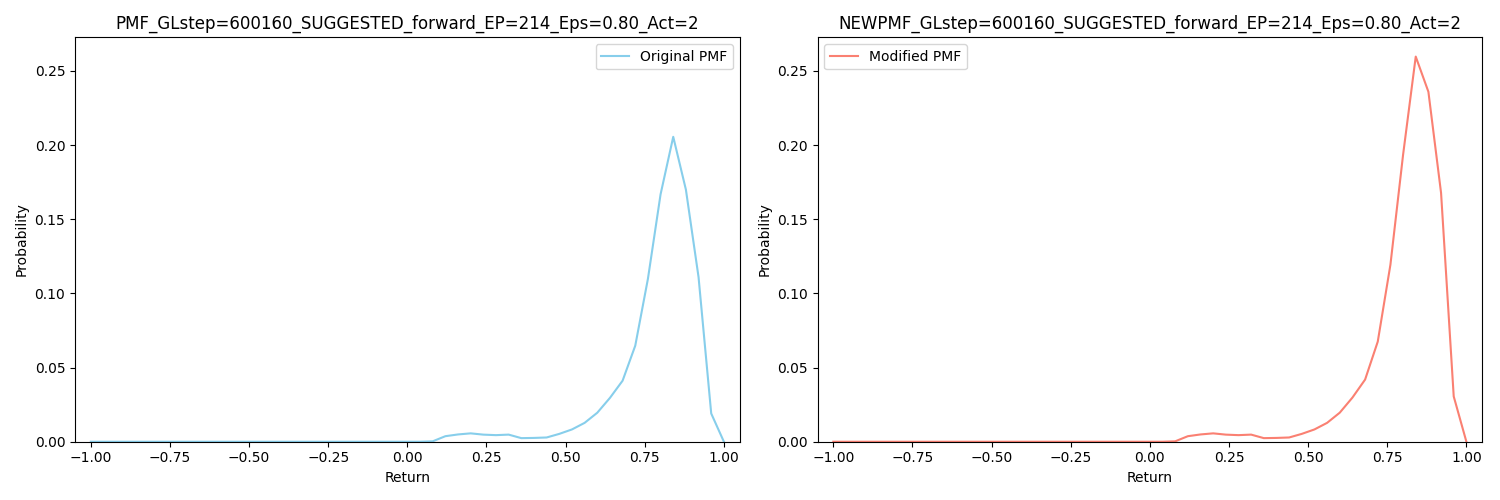 PMF_GLstep=600160_SUGGESTED_forward_EP=214_Eps=0.80_Act=2
Original PMF
Probability
0.25
0.20
0.15
0.10
0.05
0.00
−1.00 −0.75 −0.50 −0.25 0.00 0.25 0.50 0.75 1.00
Return
NEWPMF_GLstep=600160_SUGGESTED_forward_EP=214_Eps=0.80_Act=2
Modified PMF
Probability
0.25
0.20
0.15
0.10
0.05
0.00
−1.00 −0.75 −0.50 −0.25 0.00 0.25 0.50 0.75 1.00
Return